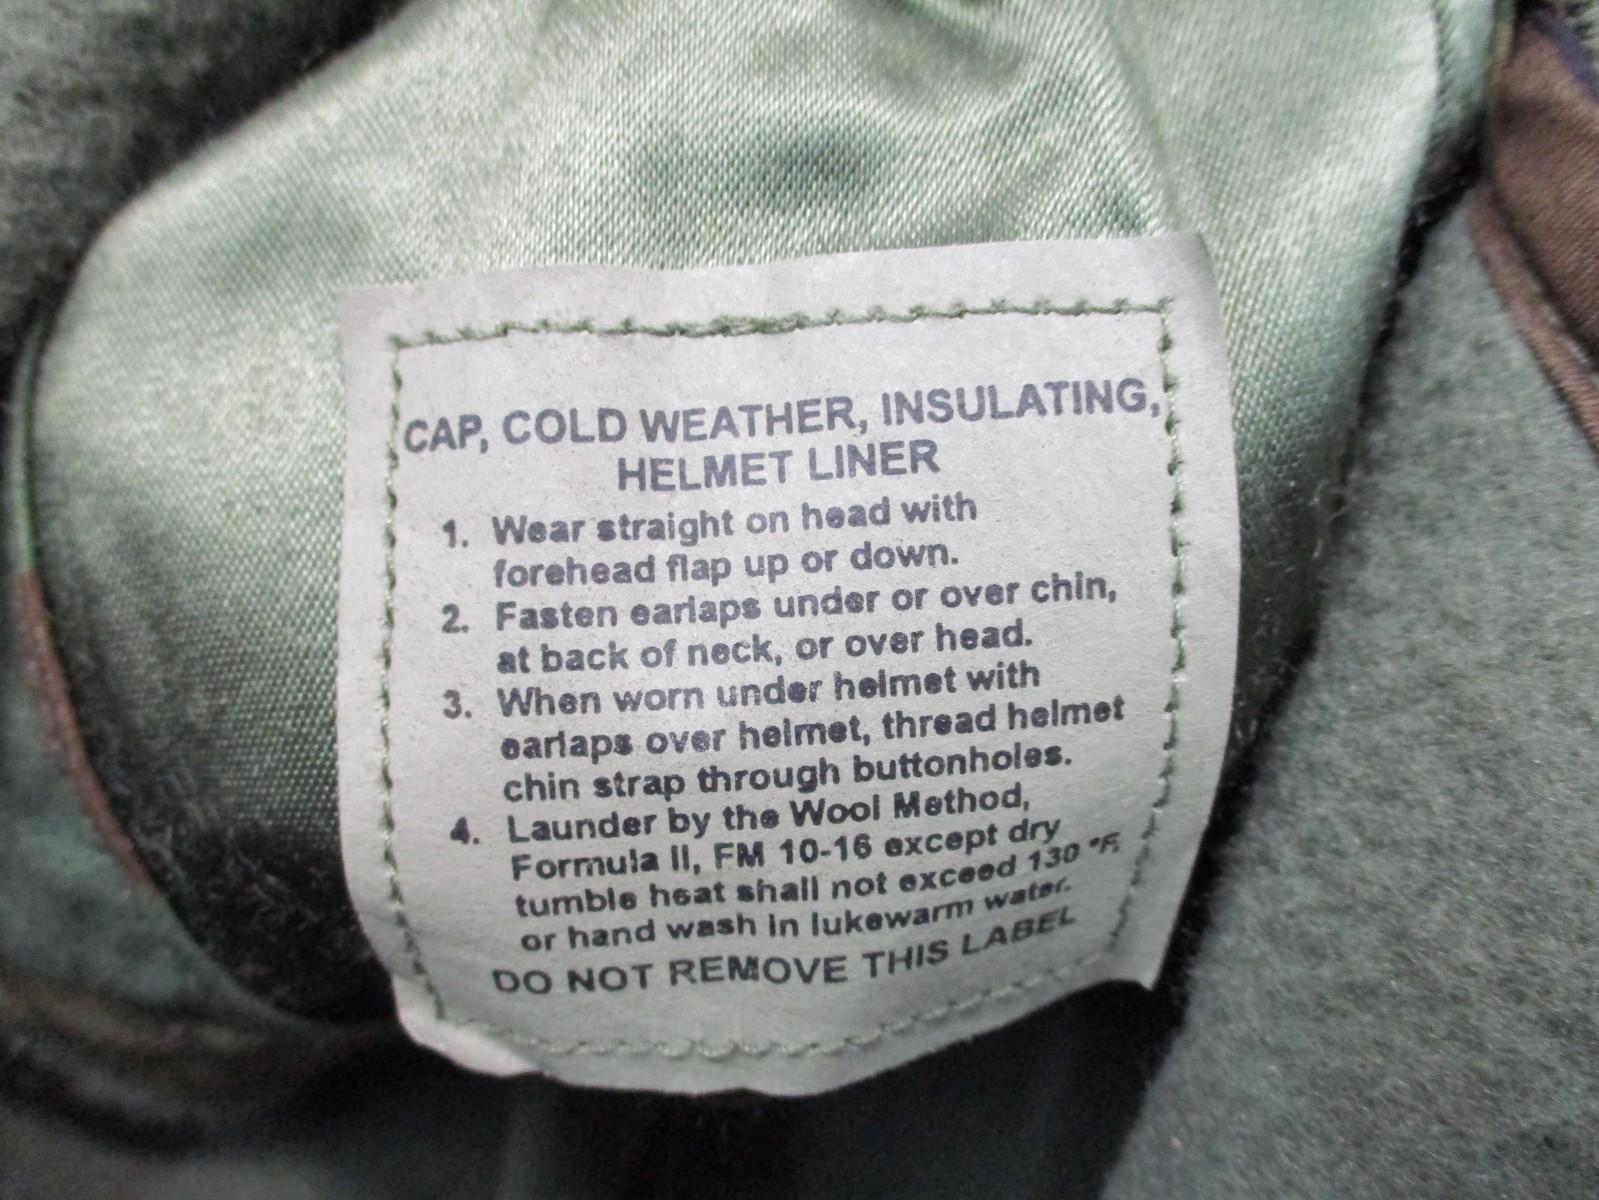 CAP, COLD WEATHER, INSULATING,
HELMET LINER
1. Wear straight on head with
forehead flap up or down.
2. Fasten earlaps under or over chin,
at back of neck, or over head.
3. When worn under helmet with
earlaps over helmet, thread helmet
chin strap through buttonholes.
4. Launder by the Wool Method,
Formula II, FM 10-16 except dry
tumble heat shall not exceed 130 °F,
or hand wash in lukewarm water.
DO NOT REMOVE THIS LABEL